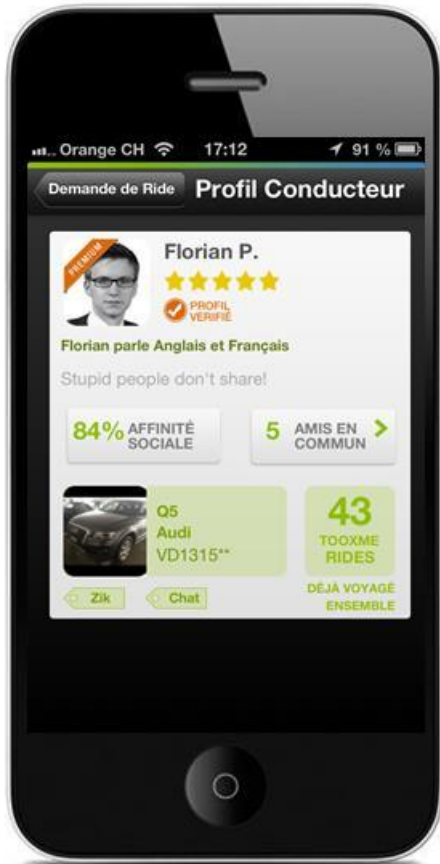 Orange CH 17:12 91 %
Demande de Ride Profil Conducteur
PREMIUM
Florian P.
PROFIL
VERIFIÉ
Florian parle Anglais et Français
Stupid people don't share!
84% AFFINITÉ
SOCIALE
5 AMIS EN
COMMUN
Q5
Audi
VD1315**
43
TOOXME
RIDES
Zik Chat
DÉJÀ VOYAGÉ
ENSEMBLE